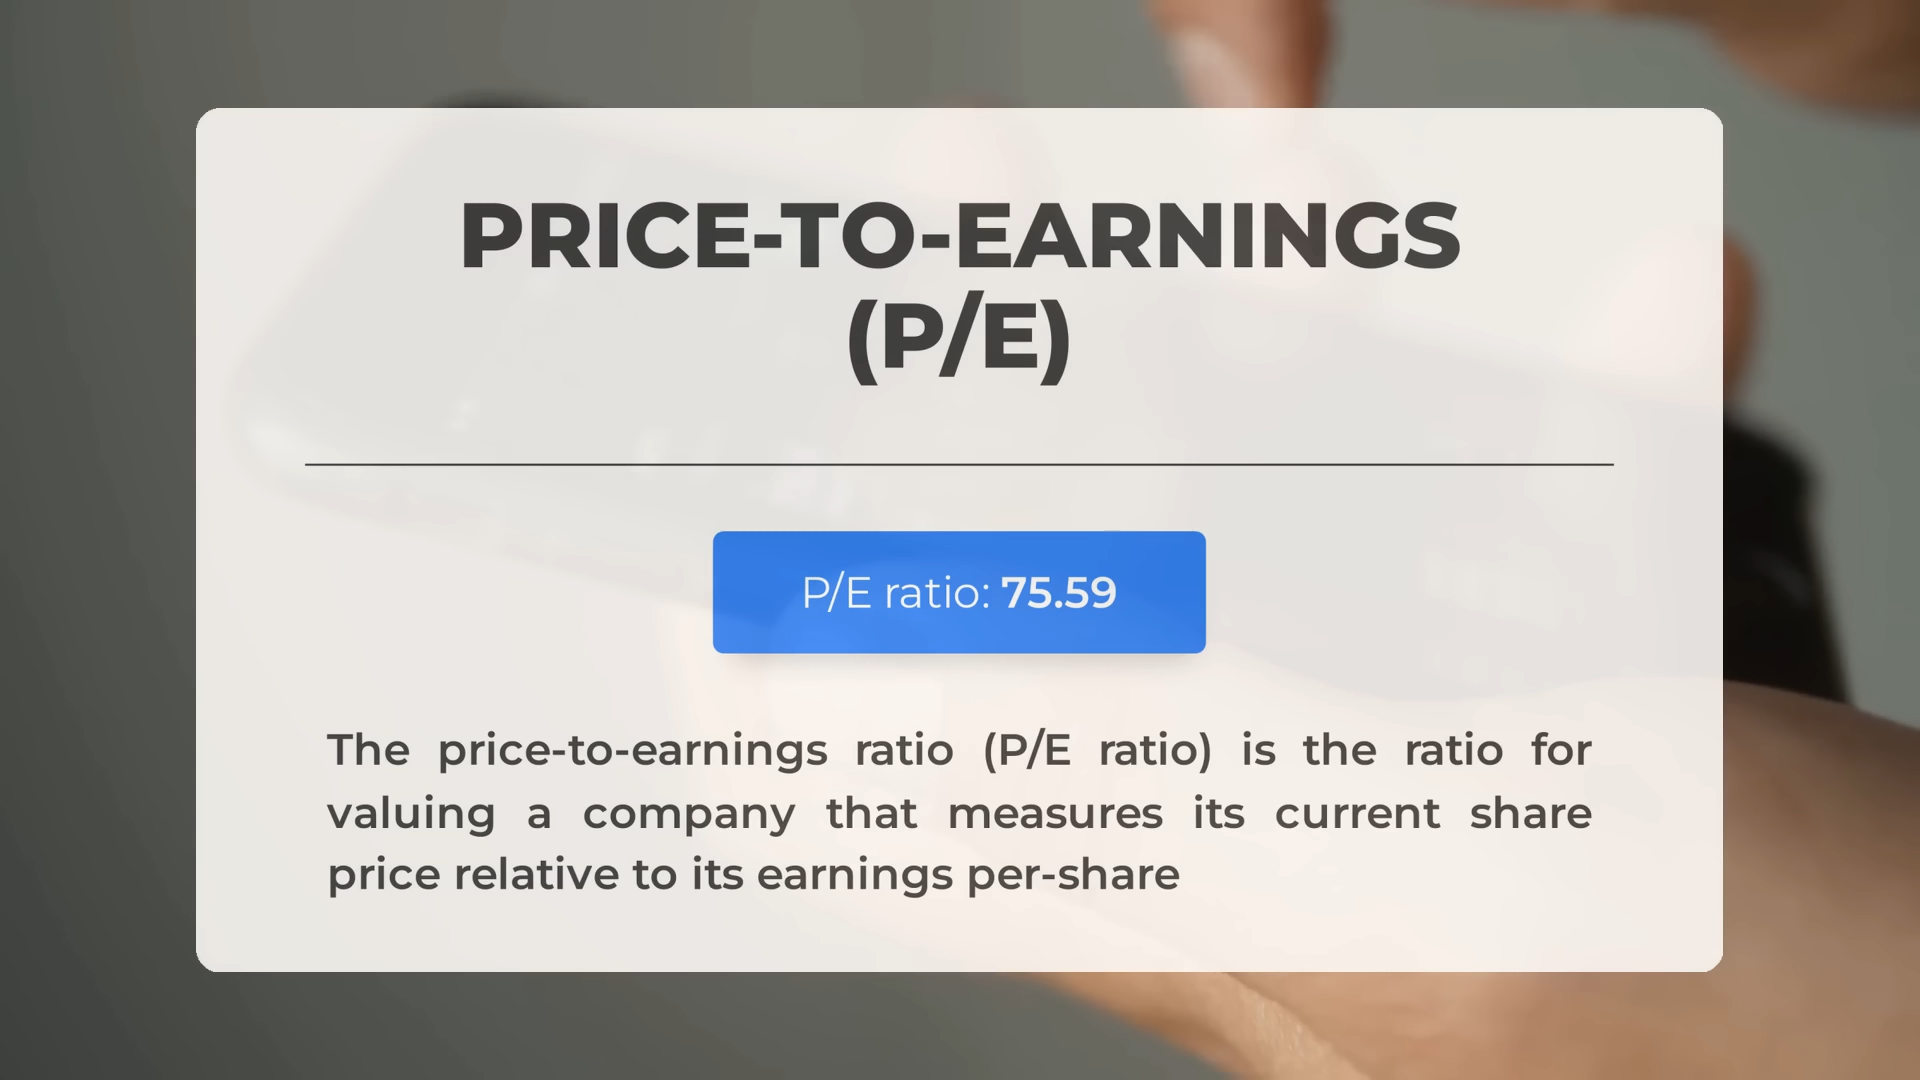 PRICE-TO-EARNINGS
(P/E)
P/E ratio: 75.59
The price-to-earnings ratio (P/E ratio) is the ratio for
valuing a company that measures its current share
price relative to its earnings per-share